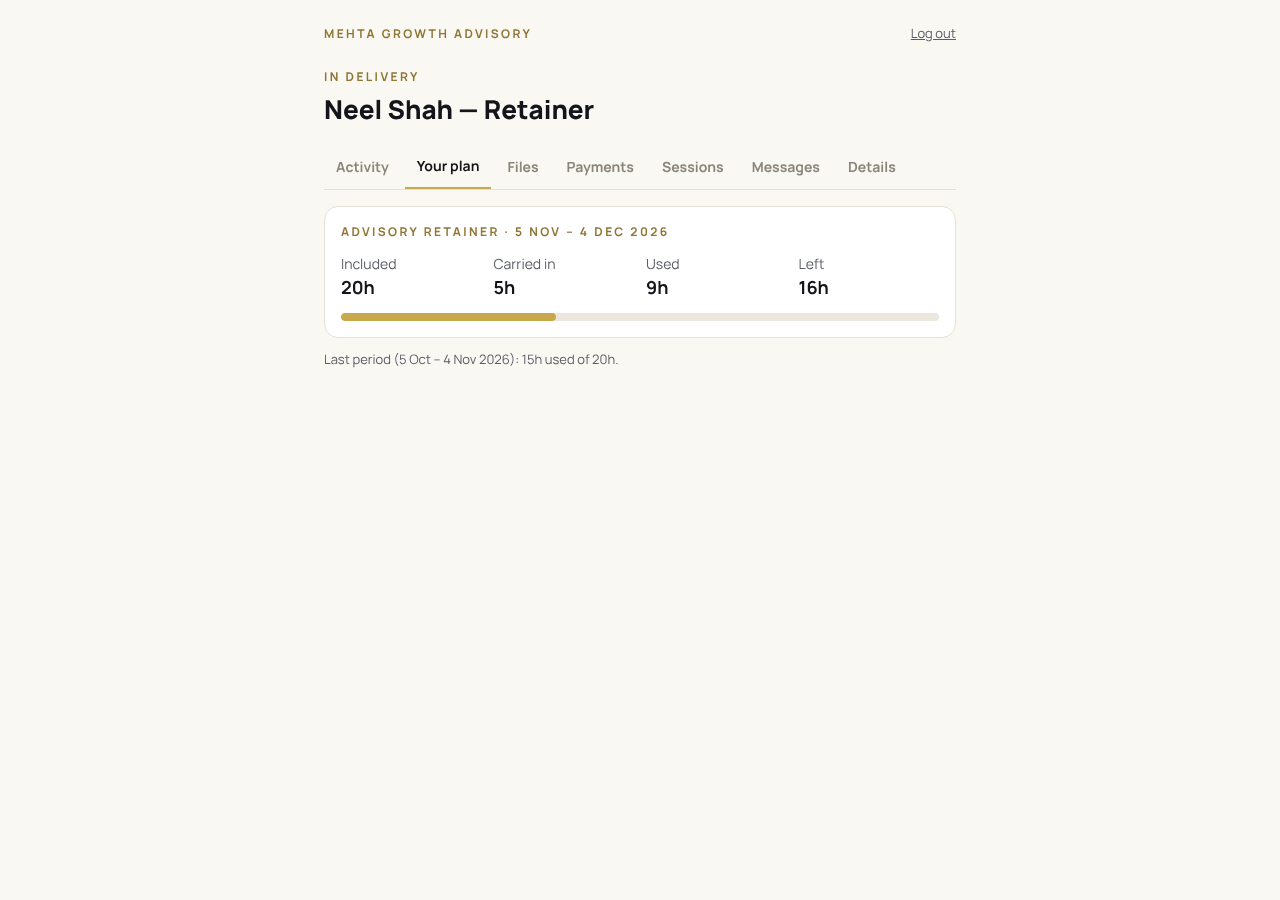 MEHTA GROWTH ADVISORY
Log out
IN DELIVERY
Neel Shah — Retainer
Activity Your plan Files Payments Sessions Messages Details
ADVISORY RETAINER · 5 NOV – 4 DEC 2026
Included Carried in Used Left
20h 5h 9h 16h
Last period (5 Oct – 4 Nov 2026): 15h used of 20h.